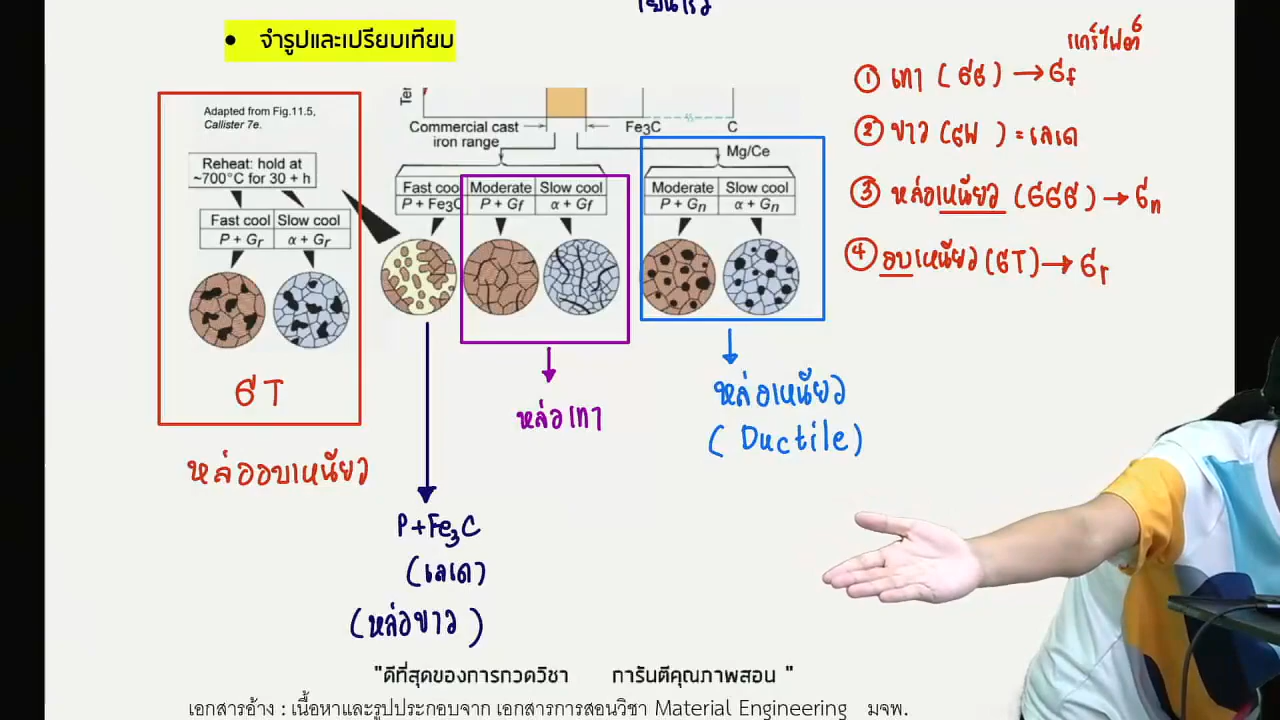 เย็นเร็ว
• จำรูปและเปรียบเทียบ
แกร์ไฟต์
① เทา (GG) → Gf
② ขาว (GW) = เลเด
③ หล่อเหนียว (GGG) → Gn
④ อบเหนียว (GT) → Gr
Adapted from Fig.11.5,
Callister 7e.
Reheat: hold at
~700°C for 30 + h
Fast cool Slow cool
P + Gr α + Gr
GT
หล่ออบเหนียว
Commercial cast
iron range
Fe3C C
Mg/Ce
Fast cool Moderate Slow cool
P + Fe3C P + Gf α + Gf
Moderate Slow cool
P + Gn α + Gn
หล่อเทา
หล่อเหนียว
(Ductile)
P+Fe3C
(เลเด)
(หล่อขาว)
"ดีที่สุดของการกวดวิชา การันตีคุณภาพสอน "
เอกสารอ้าง : เนื้อหาและรูปประกอบจาก เอกสารการสอนวิชา Material Engineering มจพ.